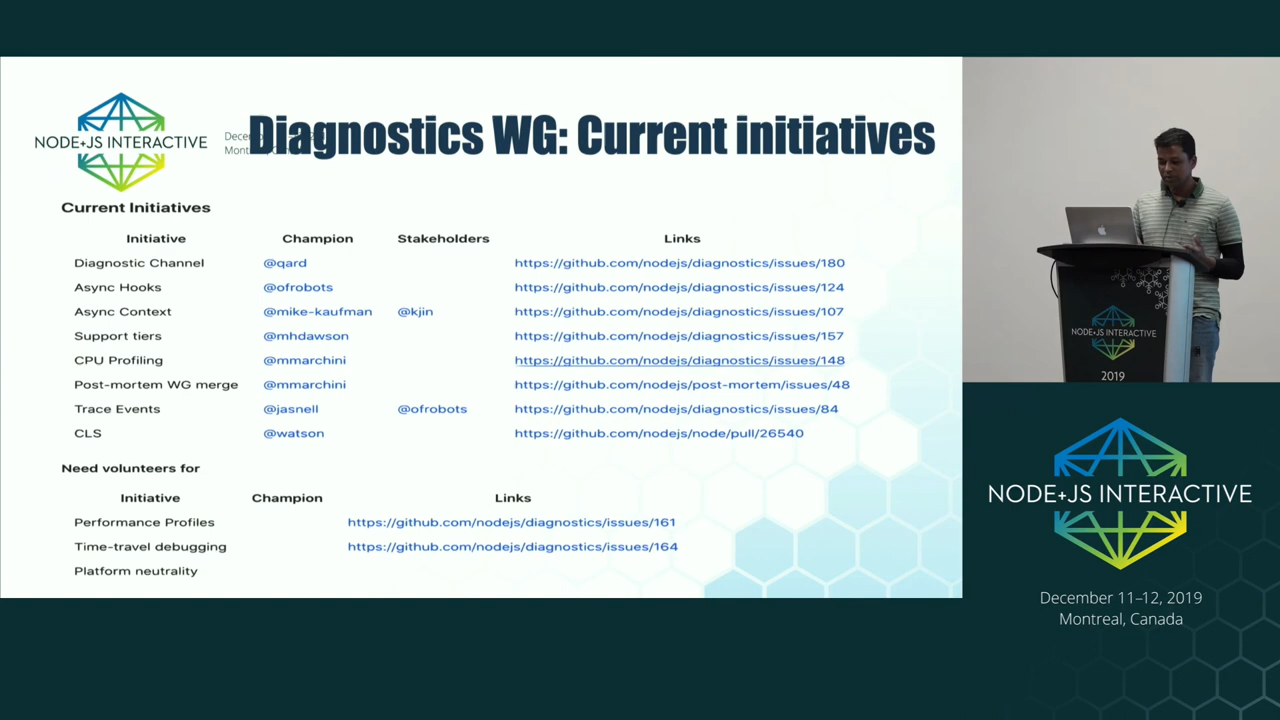 NODE+JS INTERACTIVE
Diagnostics WG: Current initiatives
Current Initiatives
Initiative Champion Stakeholders Links
Diagnostic Channel @qard https://github.com/nodejs/diagnostics/issues/180
Async Hooks @ofrobots https://github.com/nodejs/diagnostics/issues/124
Async Context @mike-kaufman @kjin https://github.com/nodejs/diagnostics/issues/107
Support tiers @mhdawson https://github.com/nodejs/diagnostics/issues/157
CPU Profiling @mmarchini https://github.com/nodejs/diagnostics/issues/148
Post-mortem WG merge @mmarchini https://github.com/nodejs/post-mortem/issues/48
Trace Events @jasnell @ofrobots https://github.com/nodejs/diagnostics/issues/84
CLS @watson https://github.com/nodejs/node/pull/26540
Need volunteers for
Initiative Champion Links
Performance Profiles https://github.com/nodejs/diagnostics/issues/161
Time-travel debugging https://github.com/nodejs/diagnostics/issues/164
Platform neutrality
NODE+JS INTERACTIVE
2019
NODE+JS INTERACTIVE
December 11–12, 2019
Montreal, Canada